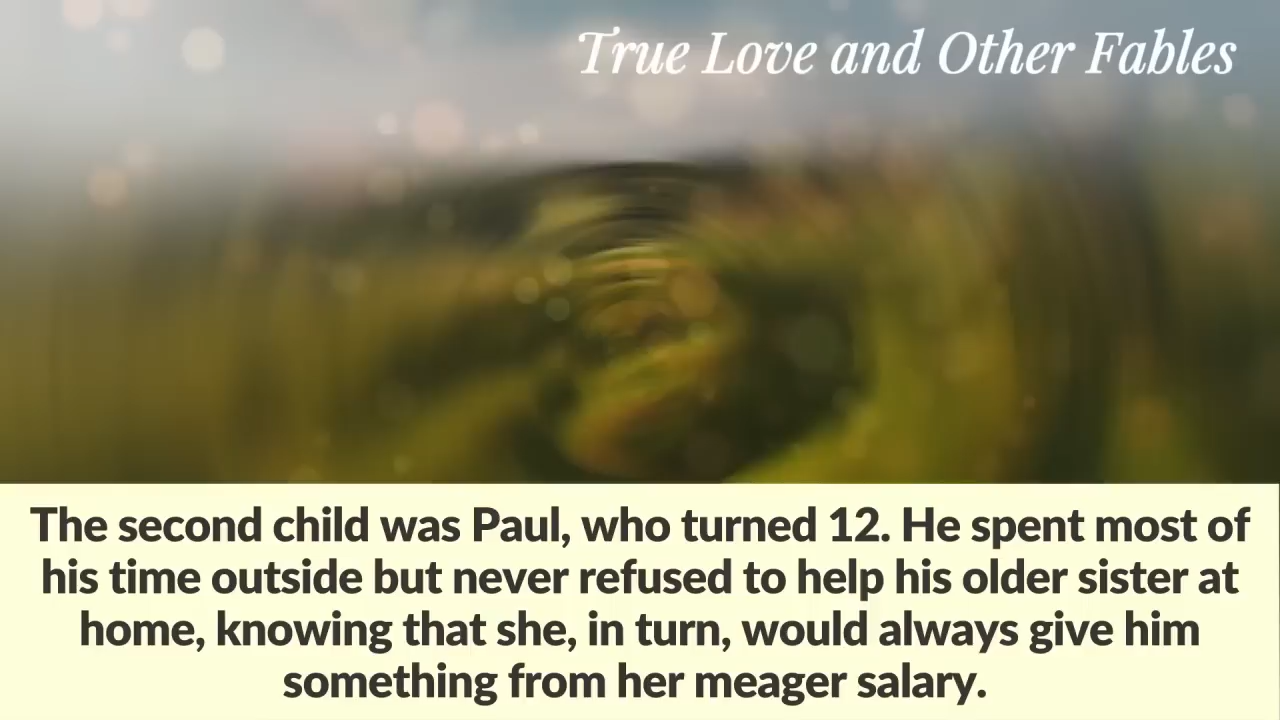 True Love and Other Fables
The second child was Paul, who turned 12. He spent most of
his time outside but never refused to help his older sister at
home, knowing that she, in turn, would always give him
something from her meager salary.